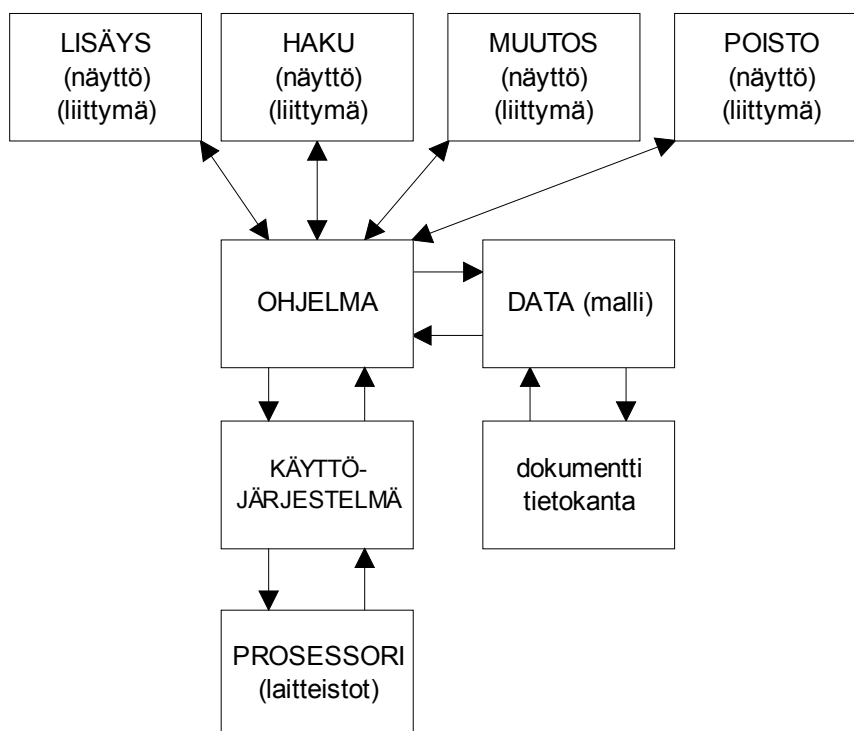 LISÄYS
(näyttö)
(liittymä)
HAKU
(näyttö)
(liittymä)
MUUTOS
(näyttö)
(liittymä)
POISTO
(näyttö)
(liittymä)
OHJELMA
DATA (malli)
KÄYTTÖ-
JÄRJESTELMÄ
dokumentti
tietokanta
PROSESSORI
(laitteistot)